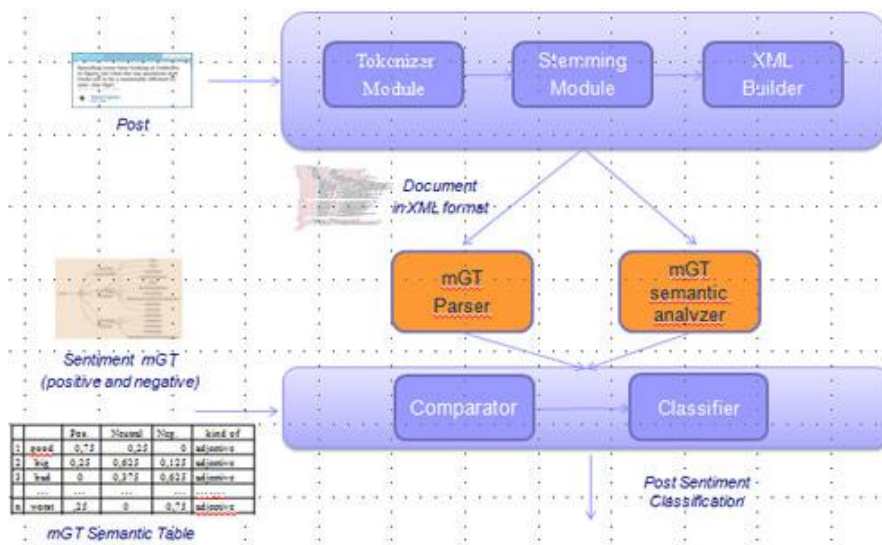 Tokenizer
Module
Stemming
Module
XML
Builder
Post
Document
in XML format
mGT
Parser
mGT
semantic
analyzer
Sentiment mGT
(positive and negative)
Comparator
Classifier
Pos. Neutral Neg. kind of
1 good 0,75 0,25 0 adjective
2 big 0,25 0,625 0,125 adjective
3 bad 0 0,375 0,625 adjective
.... ... .... ... ........
n worst ,25 0 0,75 adjective
mGT Semantic Table
Post Sentiment
Classification